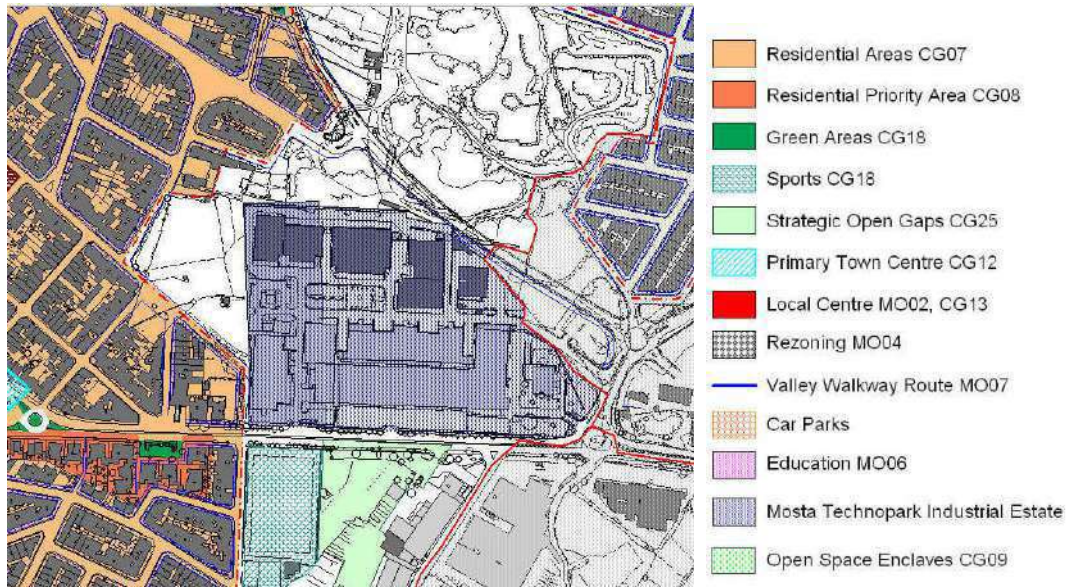 Residential Areas CG07
Residential Priority Area CG08
Green Areas CG18
Sports CG18
Strategic Open Gaps CG25
Primary Town Centre CG12
Local Centre MO02, CG13
Rezoning MO04
Valley Walkway Route MO07
Car Parks
Education MO06
Mosta Technopark Industrial Estate
Open Space Enclaves CG09